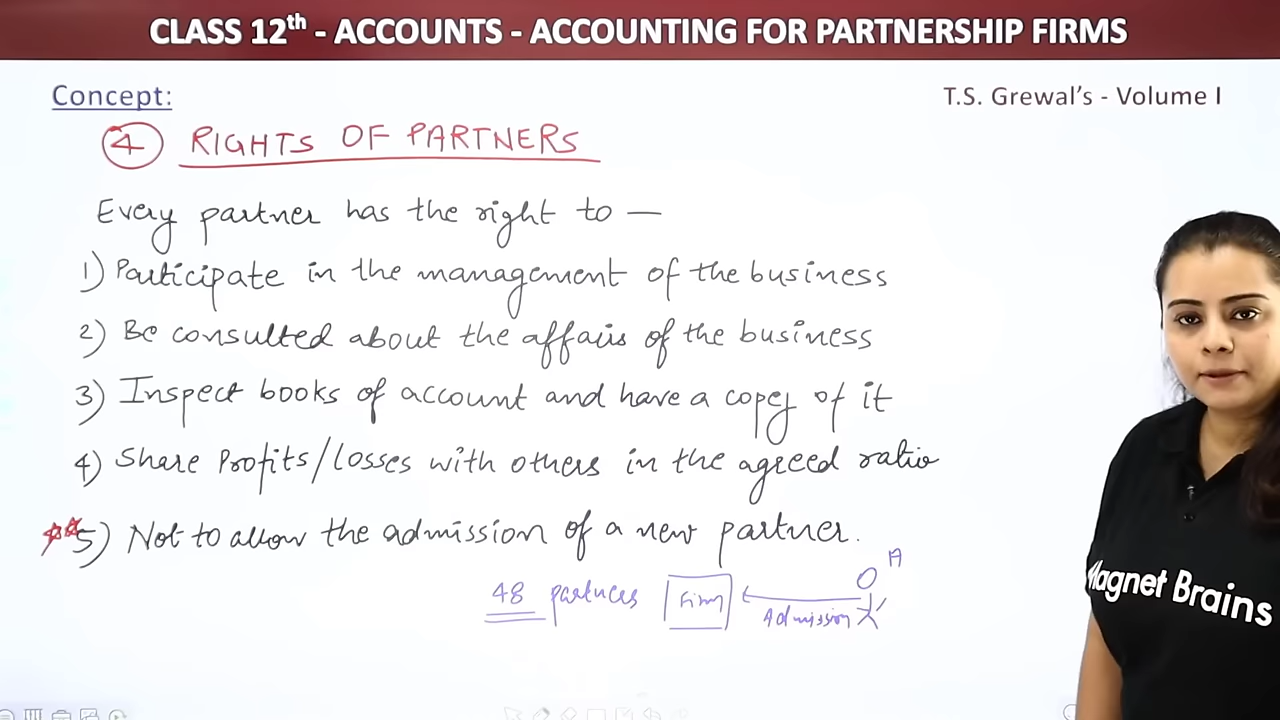 CLASS 12th - ACCOUNTS - ACCOUNTING FOR PARTNERSHIP FIRMS
Concept:
T.S. Grewal's - Volume I
4 RIGHTS OF PARTNERS
Every partner has the right to —
1) Participate in the management of the business
2) Be consulted about the affairs of the business
3) Inspect books of account and have a copy of it
4) Share Profits/losses with others in the agreed ratio
5) Not to allow the admission of a new partner.
48 partners Firm Admission A
Magnet Brains